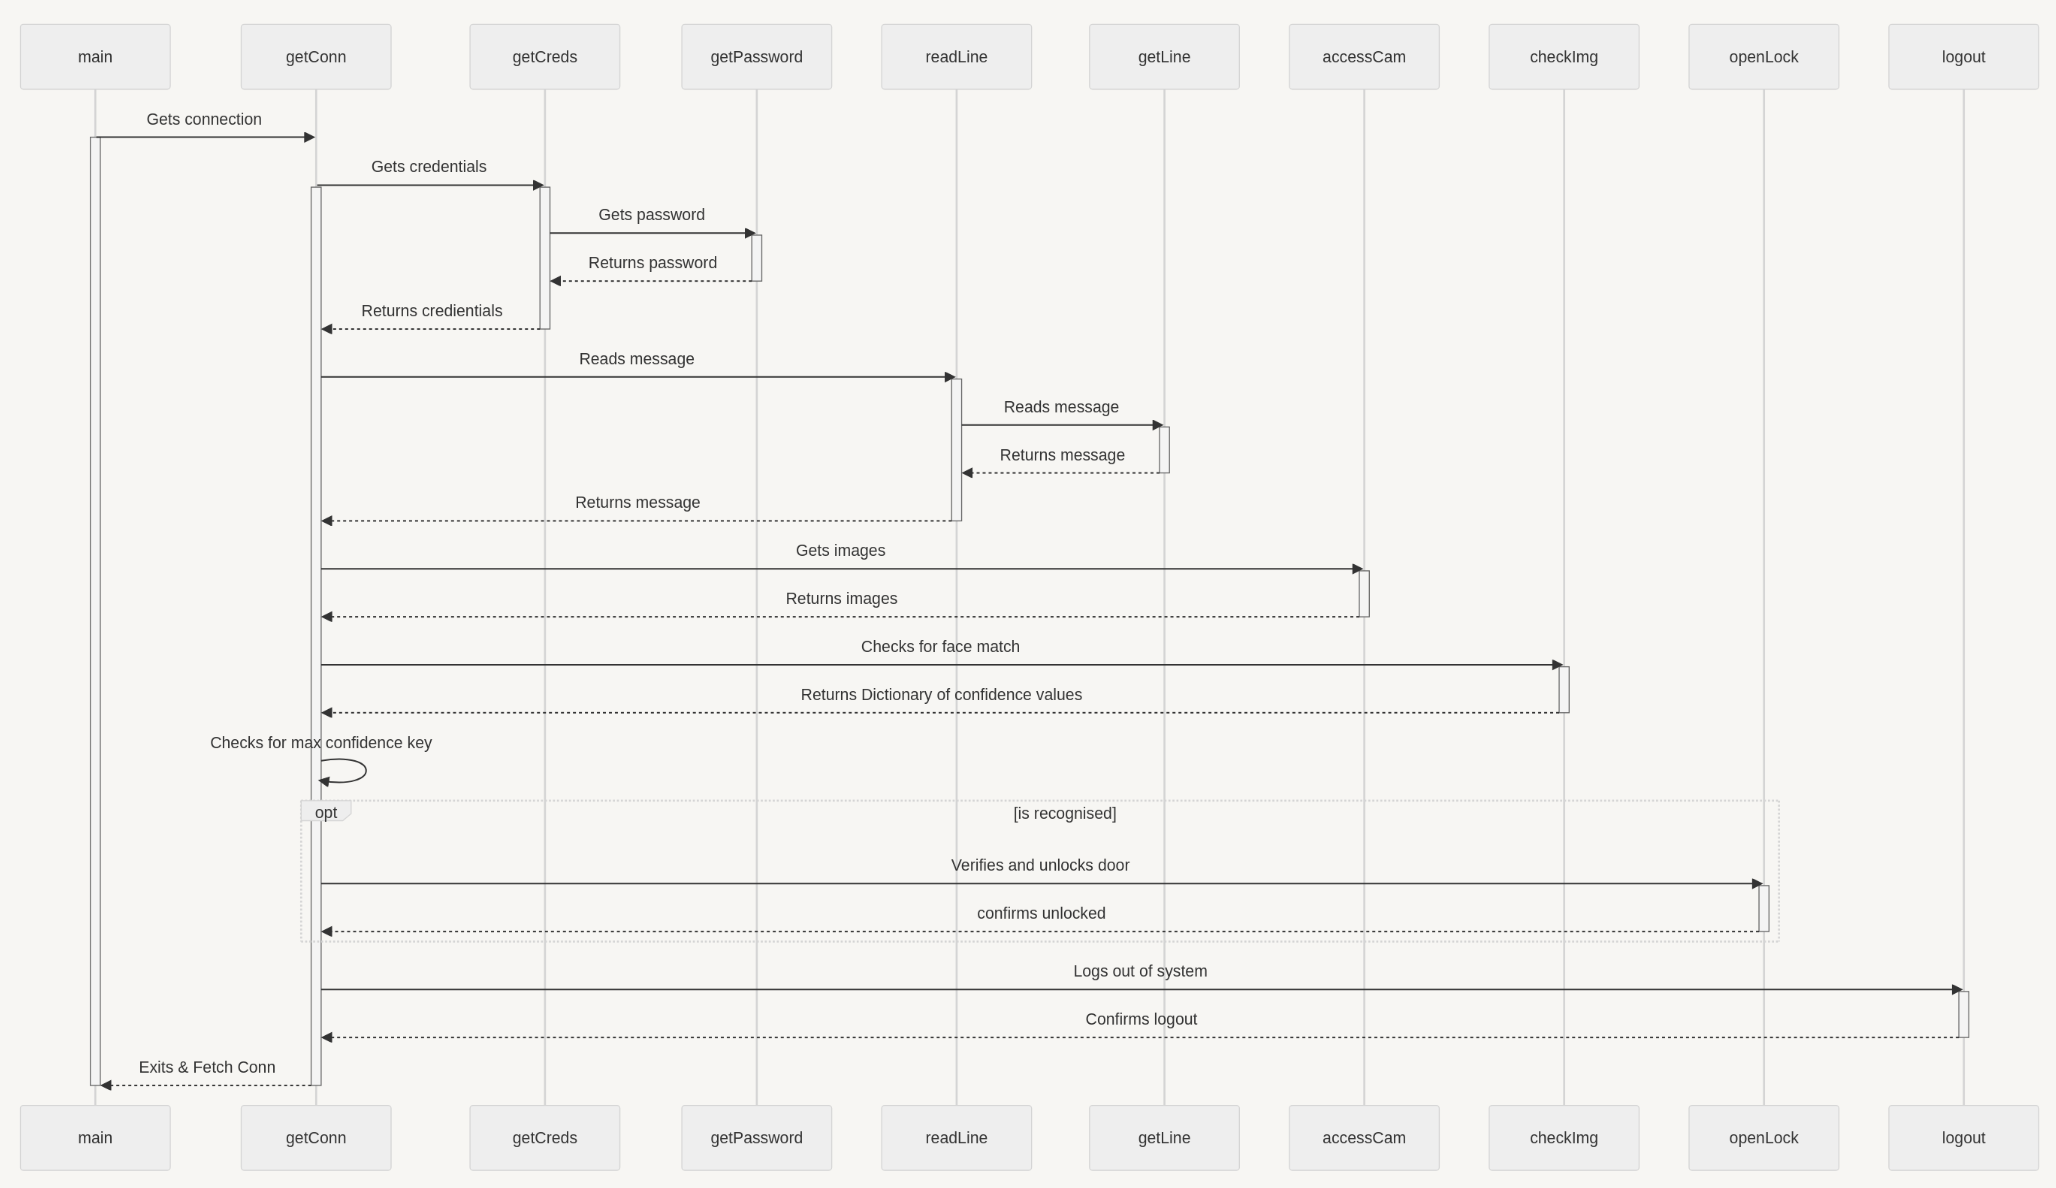 main
getConn
getCreds
getPassword
readLine
getLine
accessCam
checkImg
openLock
logout
Gets connection
Gets credentials
Gets password
Returns password
Returns credientials
Reads message
Reads message
Returns message
Returns message
Gets images
Returns images
Checks for face match
Returns Dictionary of confidence values
Checks for max confidence key
opt
[is recognised]
Verifies and unlocks door
confirms unlocked
Logs out of system
Confirms logout
Exits & Fetch Conn
main
getConn
getCreds
getPassword
readLine
getLine
accessCam
checkImg
openLock
logout